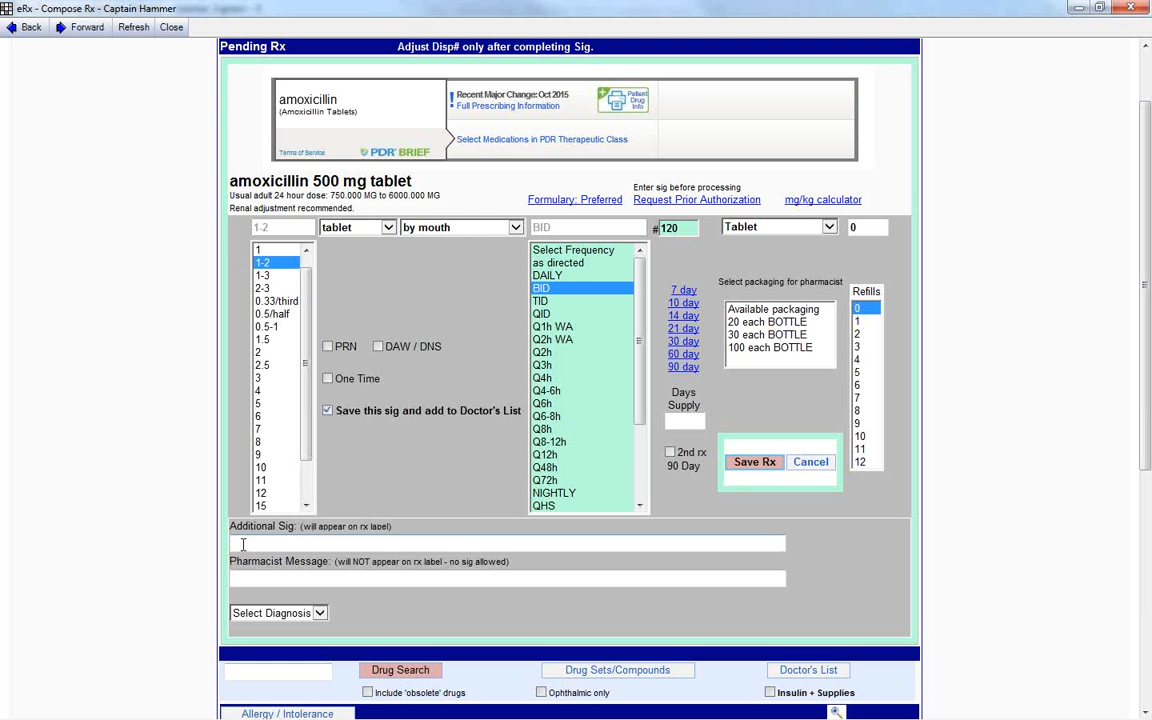 eRx - Compose Rx - Captain Hammer
Back Forward Refresh Close
Pending Rx Adjust Disp# only after completing Sig.
amoxicillin
(Amoxicillin Tablets)
Terms of Service PDR BRIEF
! Recent Major Change: Oct 2015
Full Prescribing Information
Patient Drug Info
Select Medications in PDR Therapeutic Class
amoxicillin 500 mg tablet
Usual adult 24 hour dose: 750.000 MG to 6000.000 MG
Renal adjustment recommended.
Formulary: Preferred
Enter sig before processing
Request Prior Authorization
mg/kg calculator
1-2 tablet by mouth BID #120 Tablet 0
1
1-2
1-3
2-3
0.33/third
0.5/half
0.5-1
1.5
2
2.5
3
4
5
6
7
8
9
10
11
12
15
PRN DAW / DNS
One Time
Save this sig and add to Doctor's List
Select Frequency
as directed
DAILY
BID
TID
QID
Q1h WA
Q2h WA
Q2h
Q3h
Q4h
Q4-6h
Q6h
Q6-8h
Q8h
Q8-12h
Q12h
Q48h
Q72h
NIGHTLY
QHS
7 day
10 day
14 day
21 day
30 day
60 day
90 day
Days
Supply
2nd rx
90 Day
Select packaging for pharmacist
Available packaging
20 each BOTTLE
30 each BOTTLE
100 each BOTTLE
Save Rx Cancel
Refills
0
1
2
3
4
5
6
7
8
9
10
11
12
Additional Sig: (will appear on rx label)
Pharmacist Message: (will NOT appear on rx label - no sig allowed)
Select Diagnosis
Drug Search Drug Sets/Compounds Doctor's List
Include 'obsolete' drugs Ophthalmic only Insulin + Supplies
Allergy / Intolerance